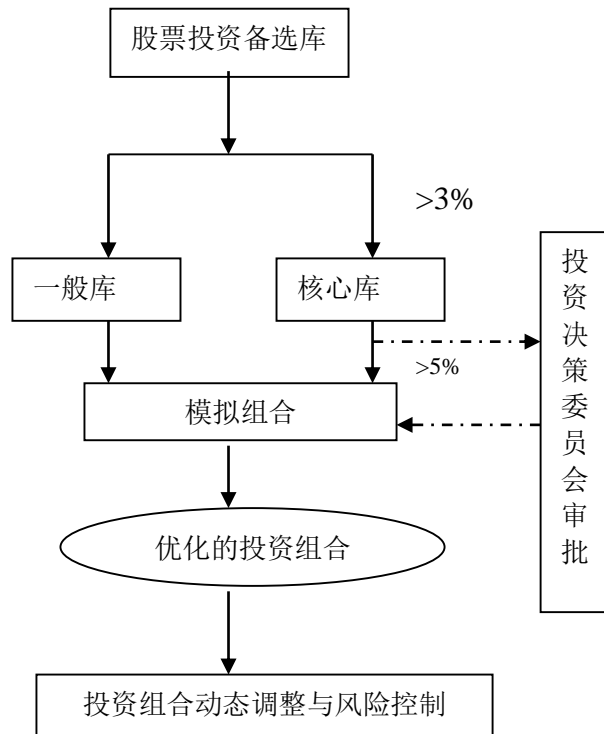 股票投资备选库
>3%
一般库
核心库
投资决策委员会审批
>5%
模拟组合
优化的投资组合
投资组合动态调整与风险控制